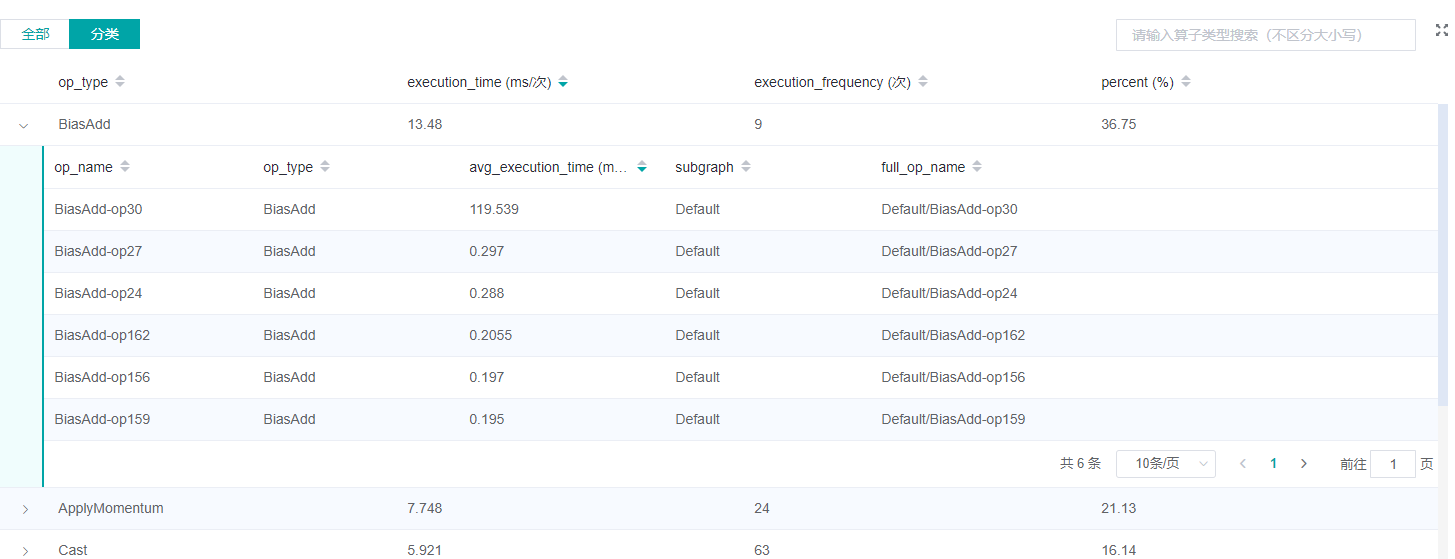 全部 分类 请输入算子类型搜索（不区分大小写）
op_type execution_time (ms/次) execution_frequency (次) percent (%)
BiasAdd 13.48 9 36.75
op_name op_type avg_execution_time (m... subgraph full_op_name
BiasAdd-op30 BiasAdd 119.539 Default Default/BiasAdd-op30
BiasAdd-op27 BiasAdd 0.297 Default Default/BiasAdd-op27
BiasAdd-op24 BiasAdd 0.288 Default Default/BiasAdd-op24
BiasAdd-op162 BiasAdd 0.2055 Default Default/BiasAdd-op162
BiasAdd-op156 BiasAdd 0.197 Default Default/BiasAdd-op156
BiasAdd-op159 BiasAdd 0.195 Default Default/BiasAdd-op159
共 6 条 10条/页 1 前往 1 页
ApplyMomentum 7.748 24 21.13
Cast 5.921 63 16.14